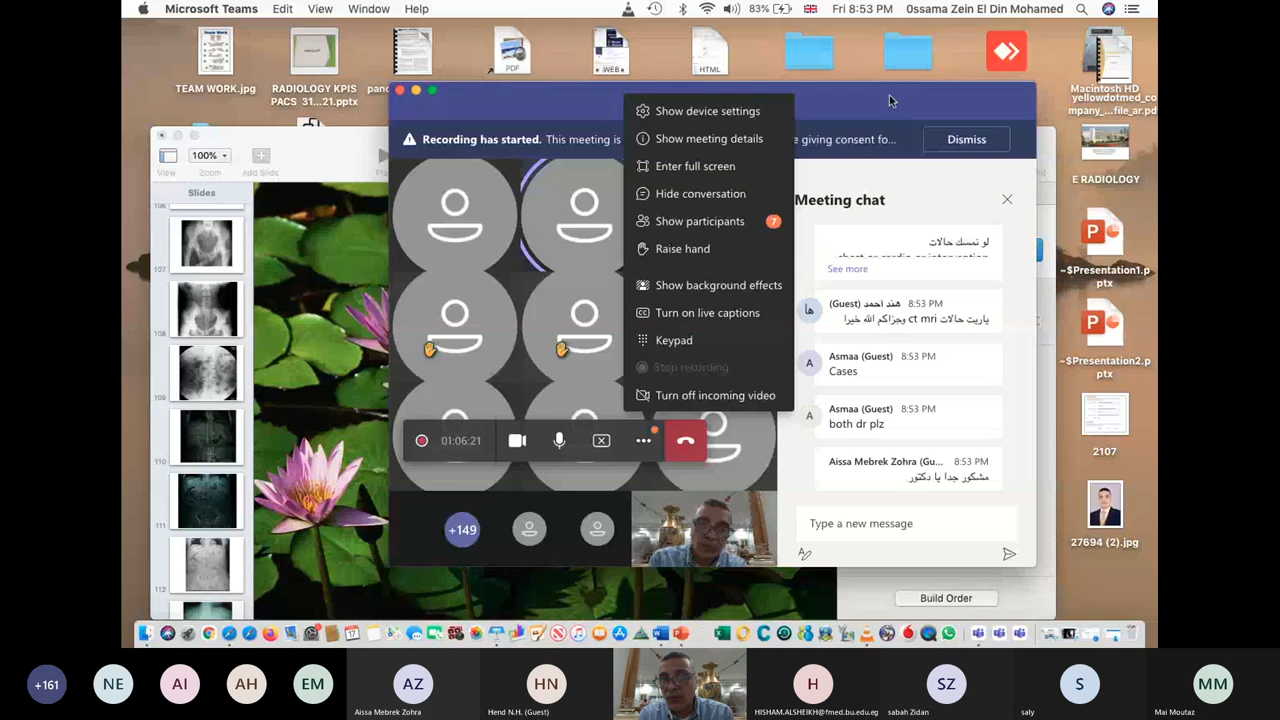 Microsoft Teams Edit View Window Help
83% Fri 8:53 PM Ossama Zein El Din Mohamed
PDF
WEB
HTML
TEAM WORK.jpg
RADIOLOGY KPIS
PACS 31...21.pptx
Macintosh HD
yellowdotmed_co
mpany_...file_ar.pdf
100%
View Zoom Add Slide
Slides
107
108
109
110
111
112
Recording has started. This meeting is
e giving consent fo...
Dismiss
Show device settings
Show meeting details
Enter full screen
Hide conversation
Show participants 7
Raise hand
Show background effects
Turn on live captions
Keypad
Stop recording
Turn off incoming video
Meeting chat
لو نمسك حالات
See more
هند احمد (Guest) 8:53 PM
ياريت حالات ct mri وجزاكم الله خيرا
Asmaa (Guest) 8:53 PM
Cases
Asmaa (Guest) 8:53 PM
both dr plz
Aissa Mebrek Zohra (Gu... 8:53 PM
مشكور جدا يا دكتور
Type a new message
01:06:21
+149
Build Order
E RADIOLOGY
~$Presentation1.p
ptx
~$Presentation2.p
ptx
2107
27694 (2).jpg
+161 NE AI AH EM AZ HN H SZ S MM
Aissa Mebrek Zohra Hend N.H. (Guest) HISHAM.ALSHEIKH@fmed.bu.edu.eg sabah Zidan saly Mai Moutaz